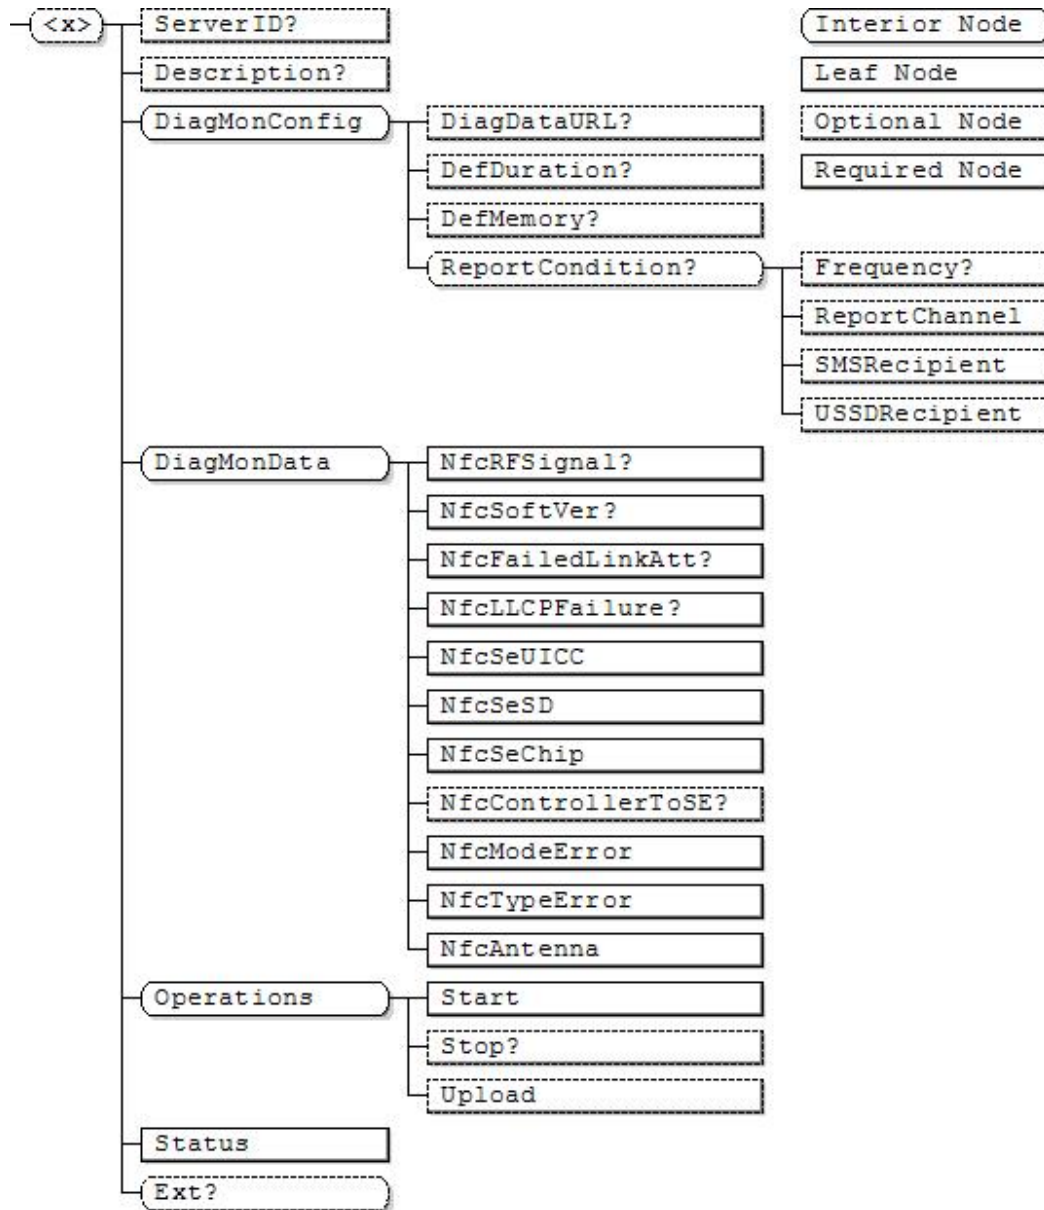 <x>
ServerID?
Interior Node
Description?
Leaf Node
DiagMonConfig
DiagDataURL?
Optional Node
DefDuration?
Required Node
DefMemory?
ReportCondition?
Frequency?
ReportChannel
SMSRecipient
USSDRecipient
DiagMonData
NfcRFSignal?
NfcSoftVer?
NfcFailedLinkAtt?
NfcLLCPFailure?
NfcSeUICC
NfcSeSD
NfcSeChip
NfcControllerToSE?
NfcModeError
NfcTypeError
NfcAntenna
Operations
Start
Stop?
Upload
Status
Ext?